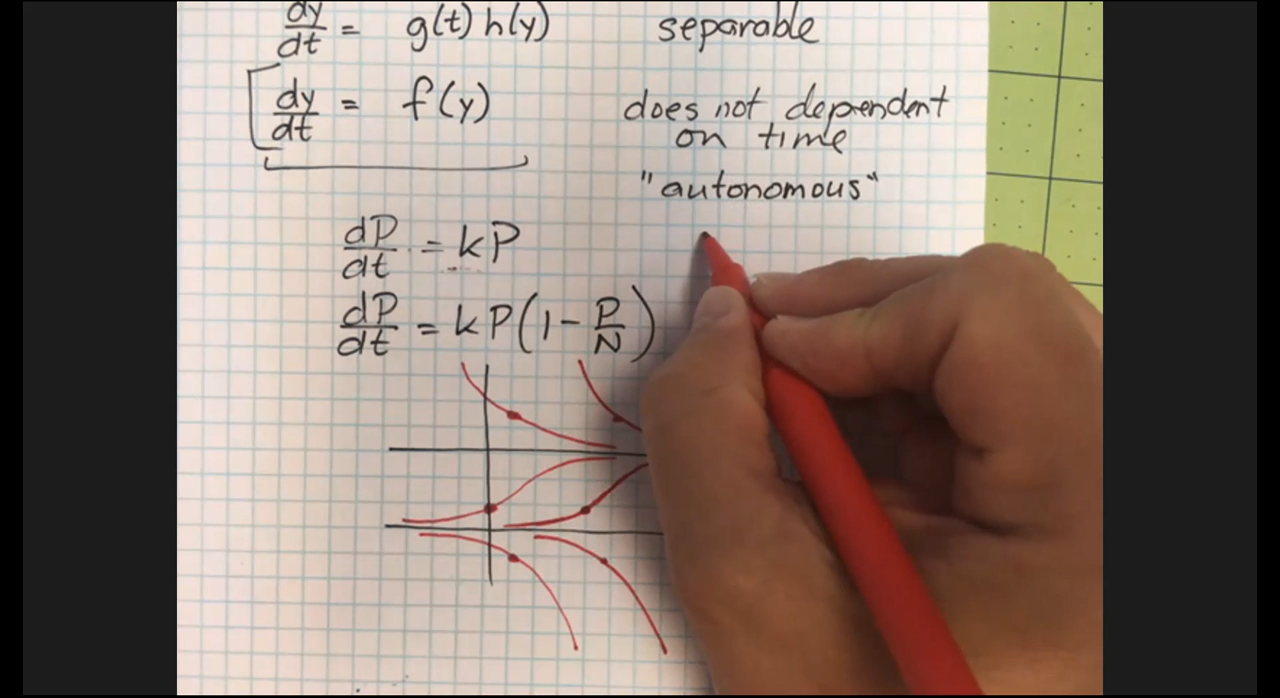 dy/dt = g(t) h(y) separable
dy/dt = f(y) does not dependent
on time
"autonomous"
dP/dt = kP
dP/dt = kP(1 - P/N)